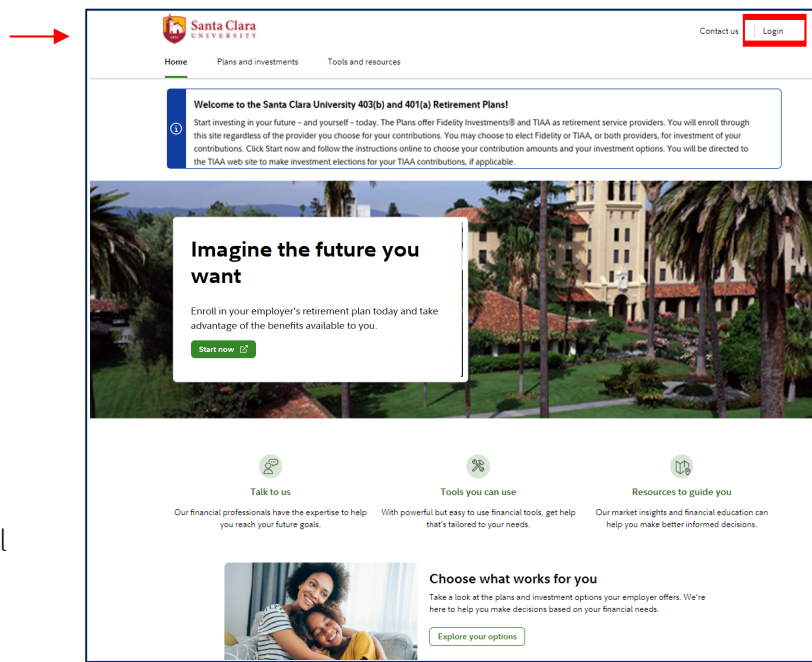 Santa Clara
UNIVERSITY
Contact us
Login
Home
Plans and investments
Tools and resources
Welcome to the Santa Clara University 403(b) and 401(a) Retirement Plans!
Start investing in your future – and yourself – today. The Plans offer Fidelity Investments® and TIAA as retirement service providers. You will enroll through
this site regardless of the provider you choose for your contributions. You may choose to elect Fidelity or TIAA, or both providers, for investment of your
contributions. Click Start now and follow the instructions online to choose your contribution amounts and your investment options. You will be directed to
the TIAA web site to make investment elections for your TIAA contributions, if applicable.
Imagine the future you
want
Enroll in your employer's retirement plan today and take
advantage of the benefits available to you.
Start now
Talk to us
Our financial professionals have the expertise to help
you reach your future goals.
Tools you can use
With powerful but easy to use financial tools, get help
that's tailored to your needs.
Resources to guide you
Our market insights and financial education can
help you make better informed decisions.
l
Choose what works for you
Take a look at the plans and investment options your employer offers. We're
here to help you make decisions based on your financial needs.
Explore your options